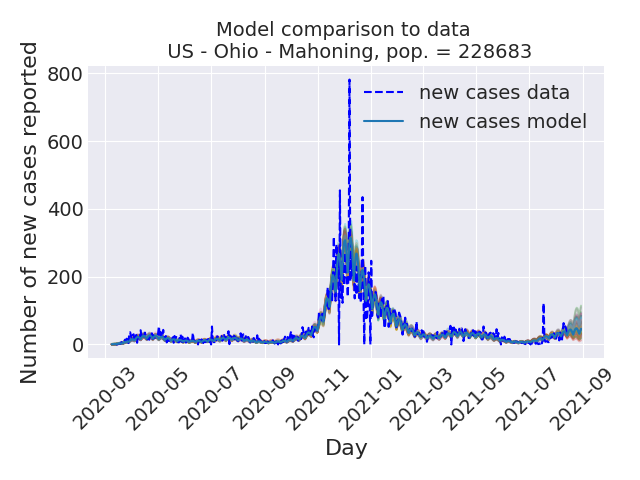 Model comparison to data
US - Ohio - Mahoning, pop. = 228683
Number of new cases reported
800
600
400
200
0
new cases data
new cases model
2020-03
2020-05
2020-07
2020-09
2020-11
2021-01
2021-03
2021-05
2021-07
2021-09
Day